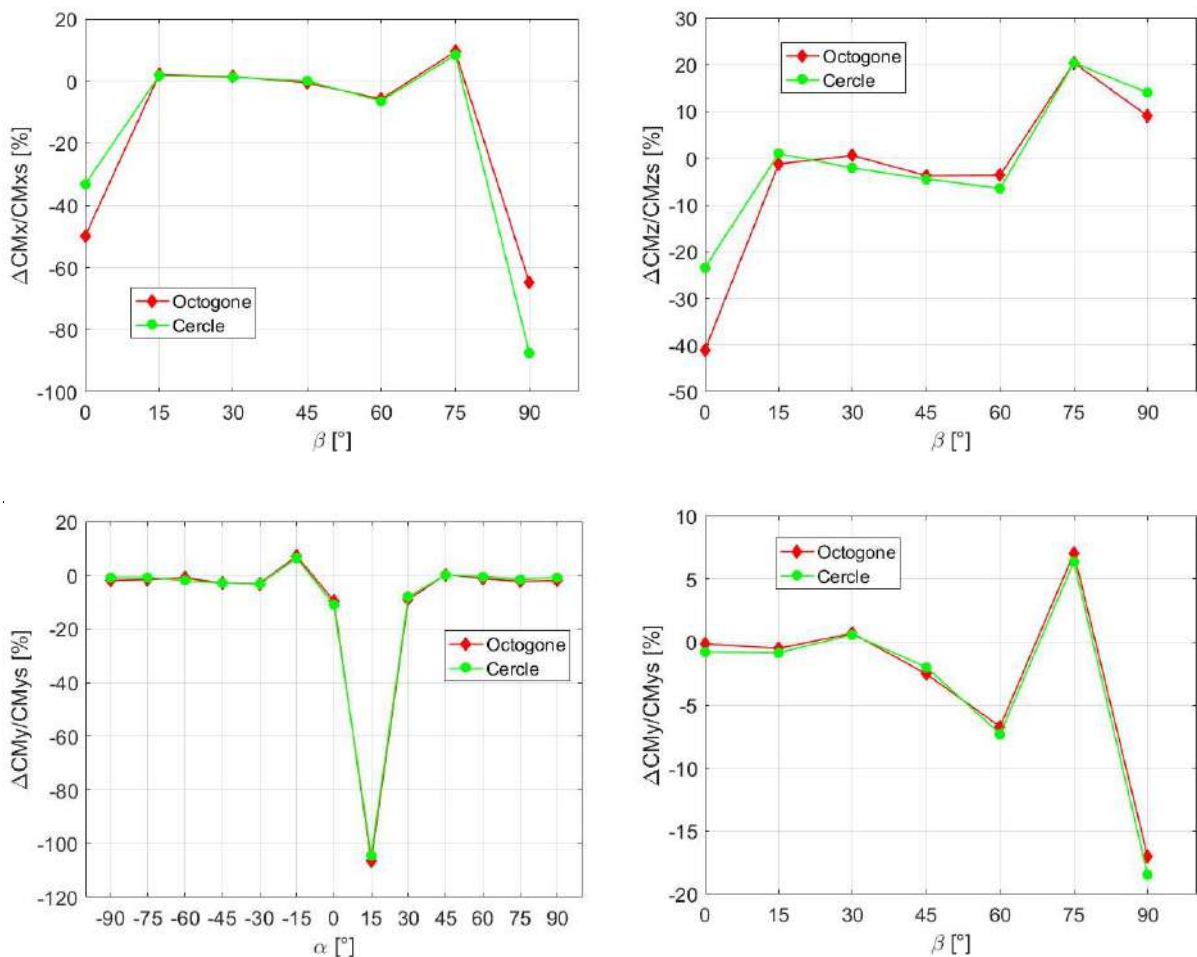 20
0
-20
-40
-60
-80
-100
ΔCMx/CMxs [%]
Octogone
Cercle
0 15 30 45 60 75 90
β [°]
30
20
10
0
-10
-20
-30
-40
-50
ΔCMz/CMzs [%]
Octogone
Cercle
0 15 30 45 60 75 90
β [°]
20
0
-20
-40
-60
-80
-100
-120
ΔCMy/CMys [%]
Octogone
Cercle
-90 -75 -60 -45 -30 -15 0 15 30 45 60 75 90
α [°]
10
5
0
-5
-10
-15
-20
ΔCMy/CMys [%]
Octogone
Cercle
0 15 30 45 60 75 90
β [°]